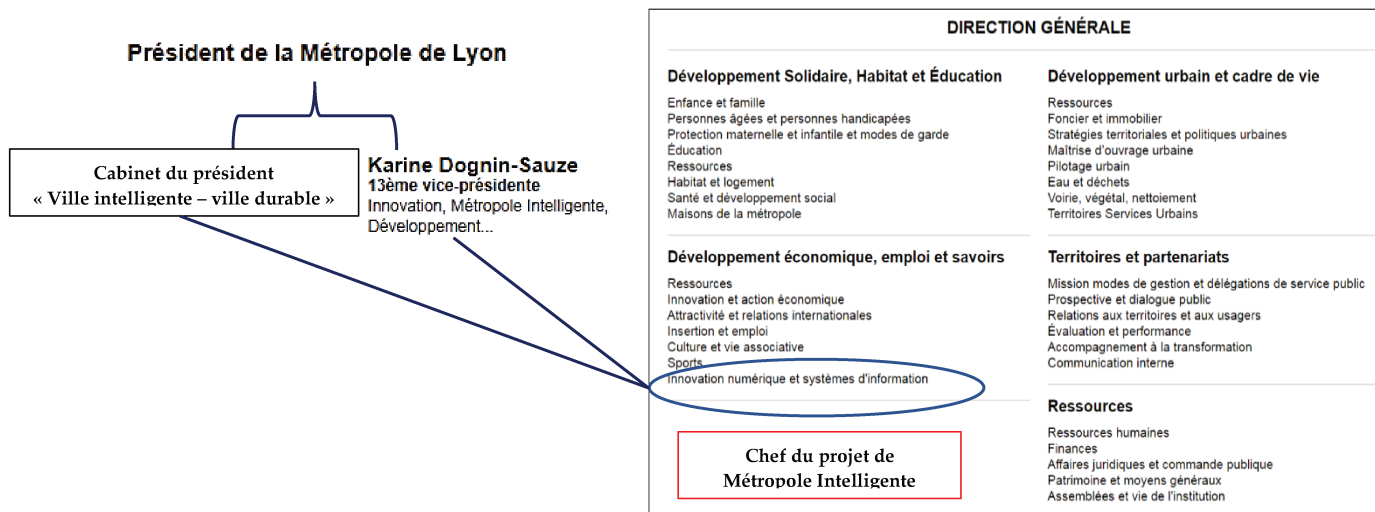 Président de la Métropole de Lyon
Cabinet du président
« Ville intelligente – ville durable »
Karine Dognin-Sauze
13ème vice-présidente
Innovation, Métropole Intelligente,
Développement...
DIRECTION GÉNÉRALE
Développement Solidaire, Habitat et Éducation
Enfance et famille
Personnes âgées et personnes handicapées
Protection maternelle et infantile et modes de garde
Éducation
Ressources
Habitat et logement
Santé et développement social
Maisons de la métropole
Développement économique, emploi et savoirs
Ressources
Innovation et action économique
Attractivité et relations internationales
Insertion et emploi
Culture et vie associative
Sports
Innovation numérique et systèmes d'information
Chef du projet de
Métropole Intelligente
Développement urbain et cadre de vie
Ressources
Foncier et immobilier
Stratégies territoriales et politiques urbaines
Maîtrise d'ouvrage urbaine
Pilotage urbain
Eau et déchets
Voirie, végétal, nettoiement
Territoires Services Urbains
Territoires et partenariats
Mission modes de gestion et délégations de service public
Prospective et dialogue public
Relations aux territoires et aux usagers
Évaluation et performance
Accompagnement à la transformation
Communication interne
Ressources
Ressources humaines
Finances
Affaires juridiques et commande publique
Patrimoine et moyens généraux
Assemblées et vie de l'institution